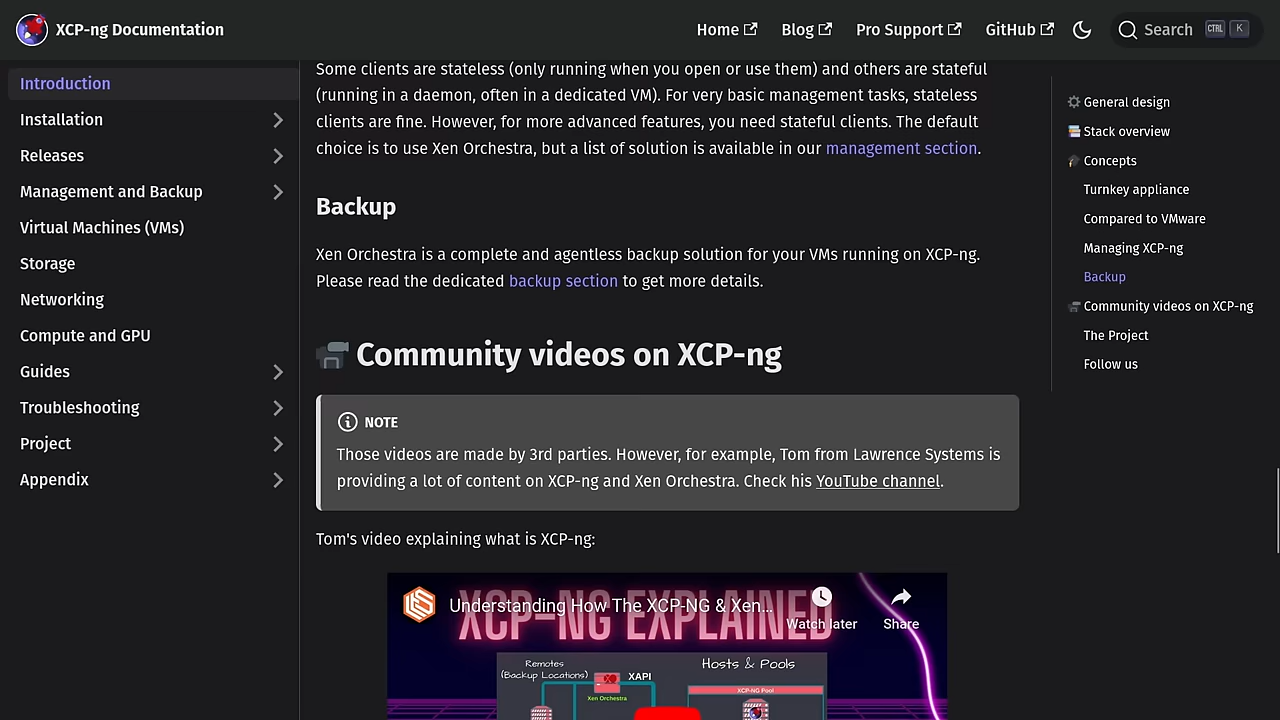 XCP-ng Documentation
Home
Blog
Pro Support
GitHub
Search
CTRL K
Introduction
Installation
Releases
Management and Backup
Virtual Machines (VMs)
Storage
Networking
Compute and GPU
Guides
Troubleshooting
Project
Appendix
Some clients are stateless (only running when you open or use them) and others are stateful
(running in a daemon, often in a dedicated VM). For very basic management tasks, stateless
clients are fine. However, for more advanced features, you need stateful clients. The default
choice is to use Xen Orchestra, but a list of solution is available in our management section.
Backup
Xen Orchestra is a complete and agentless backup solution for your VMs running on XCP-ng.
Please read the dedicated backup section to get more details.
Community videos on XCP-ng
NOTE
Those videos are made by 3rd parties. However, for example, Tom from Lawrence Systems is
providing a lot of content on XCP-ng and Xen Orchestra. Check his YouTube channel.
Tom's video explaining what is XCP-ng:
Understanding How The XCP-NG & Xen...
Watch later
Share
XCP-NG EXPLAINED
Remotes
(Backup Locations)
XAPI
Xen Orchestra
Hosts & Pools
XCP-NG Pool
General design
Stack overview
Concepts
Turnkey appliance
Compared to VMware
Managing XCP-ng
Backup
Community videos on XCP-ng
The Project
Follow us